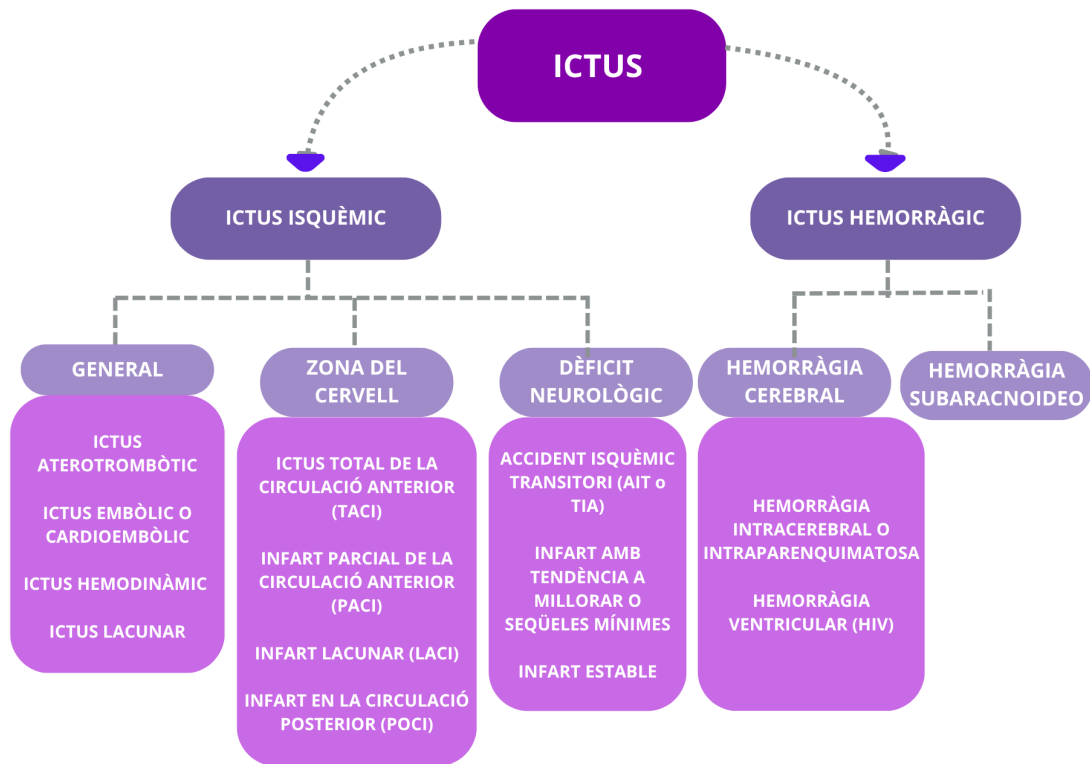 ICTUS
ICTUS ISQUÈMIC
ICTUS HEMORRÀGIC
GENERAL
ICTUS
ATEROTROMBÒTIC
ICTUS EMBÒLIC O
CARDIOEMBÒLIC
ICTUS HEMODINÀMIC
ICTUS LACUNAR
ZONA DEL
CERVELL
ICTUS TOTAL DE LA
CIRCULACIÓ ANTERIOR
(TACI)
INFART PARCIAL DE LA
CIRCULACIÓ ANTERIOR
(PACI)
INFART LACUNAR (LACI)
INFART EN LA CIRCULACIÓ
POSTERIOR (POCI)
DÈFICIT
NEUROLÒGIC
ACCIDENT ISQUÈMIC
TRANSITORI (AIT o
TIA)
INFART AMB
TENDÈNCIA A
MILLORAR O
SEQÜELES MÍNIMES
INFART ESTABLE
HEMORRÀGIA
CEREBRAL
HEMORRÀGIA
INTRACEREBRAL O
INTRAPARENQUIMATOSA
HEMORRÀGIA
VENTRICULAR (HIV)
HEMORRÀGIA
SUBARACNOIDEO